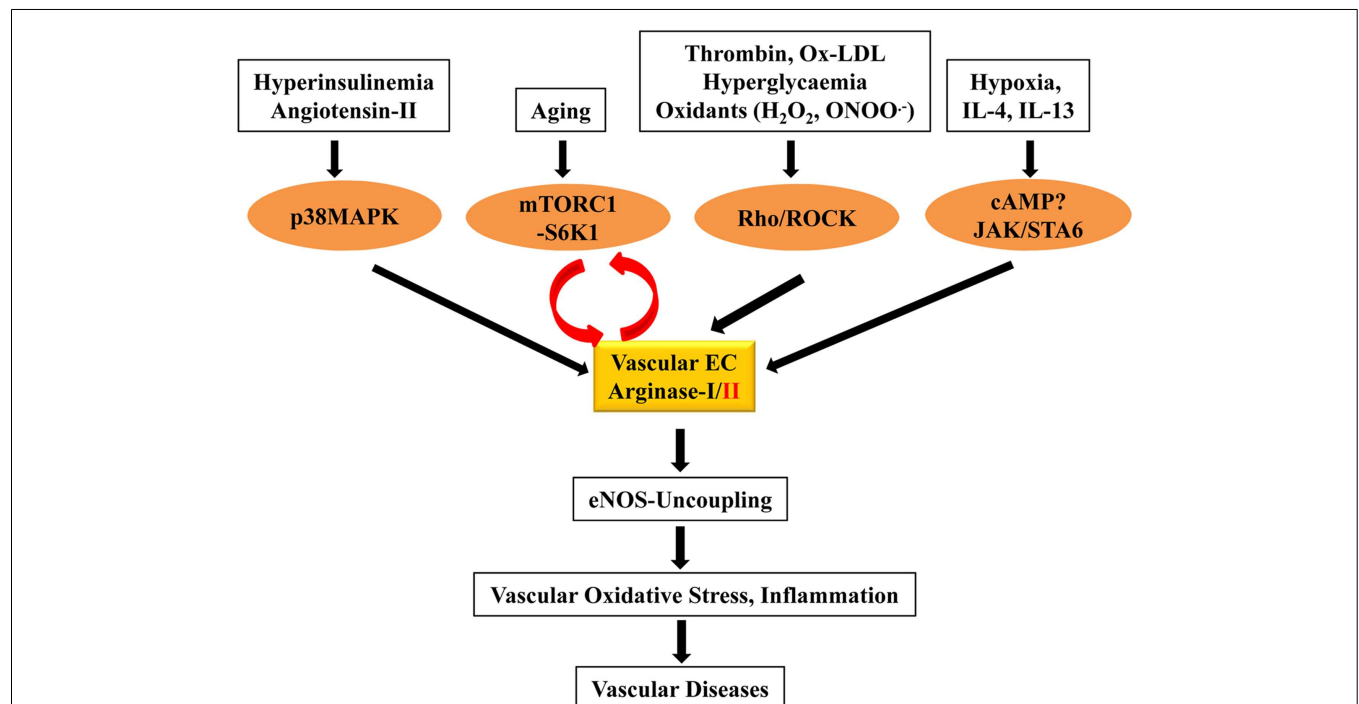 Hyperinsulinemia
Angiotensin-II
Aging
Thrombin, Ox-LDL
Hyperglycaemia
Oxidants (H₂O₂, ONOO·⁻)
Hypoxia,
IL-4, IL-13
p38MAPK
mTORC1
-S6K1
Rho/ROCK
cAMP?
JAK/STA6
Vascular EC
Arginase-I/II
eNOS-Uncoupling
Vascular Oxidative Stress, Inflammation
Vascular Diseases